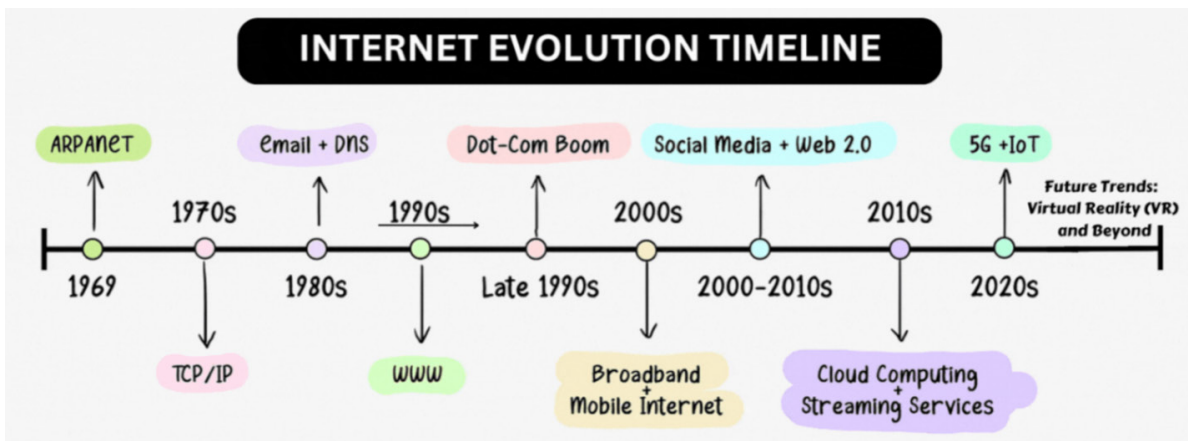 INTERNET EVOLUTION TIMELINE
ARPANET
email + DNS
Dot-Com Boom
Social Media + Web 2.0
5G +IoT
Future Trends:
Virtual Reality (VR)
and Beyond
1970s
1990s
2000s
2010s
1969
1980s
Late 1990s
2000-2010s
2020s
TCP/IP
WWW
Broadband
+
Mobile Internet
Cloud Computing
+
Streaming Services